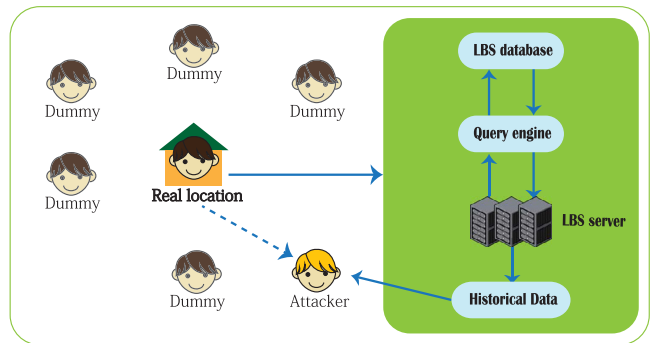 Dummy
Dummy
Dummy
Dummy
Real location
Dummy
Attacker
LBS database
Query engine
LBS server
Historical Data